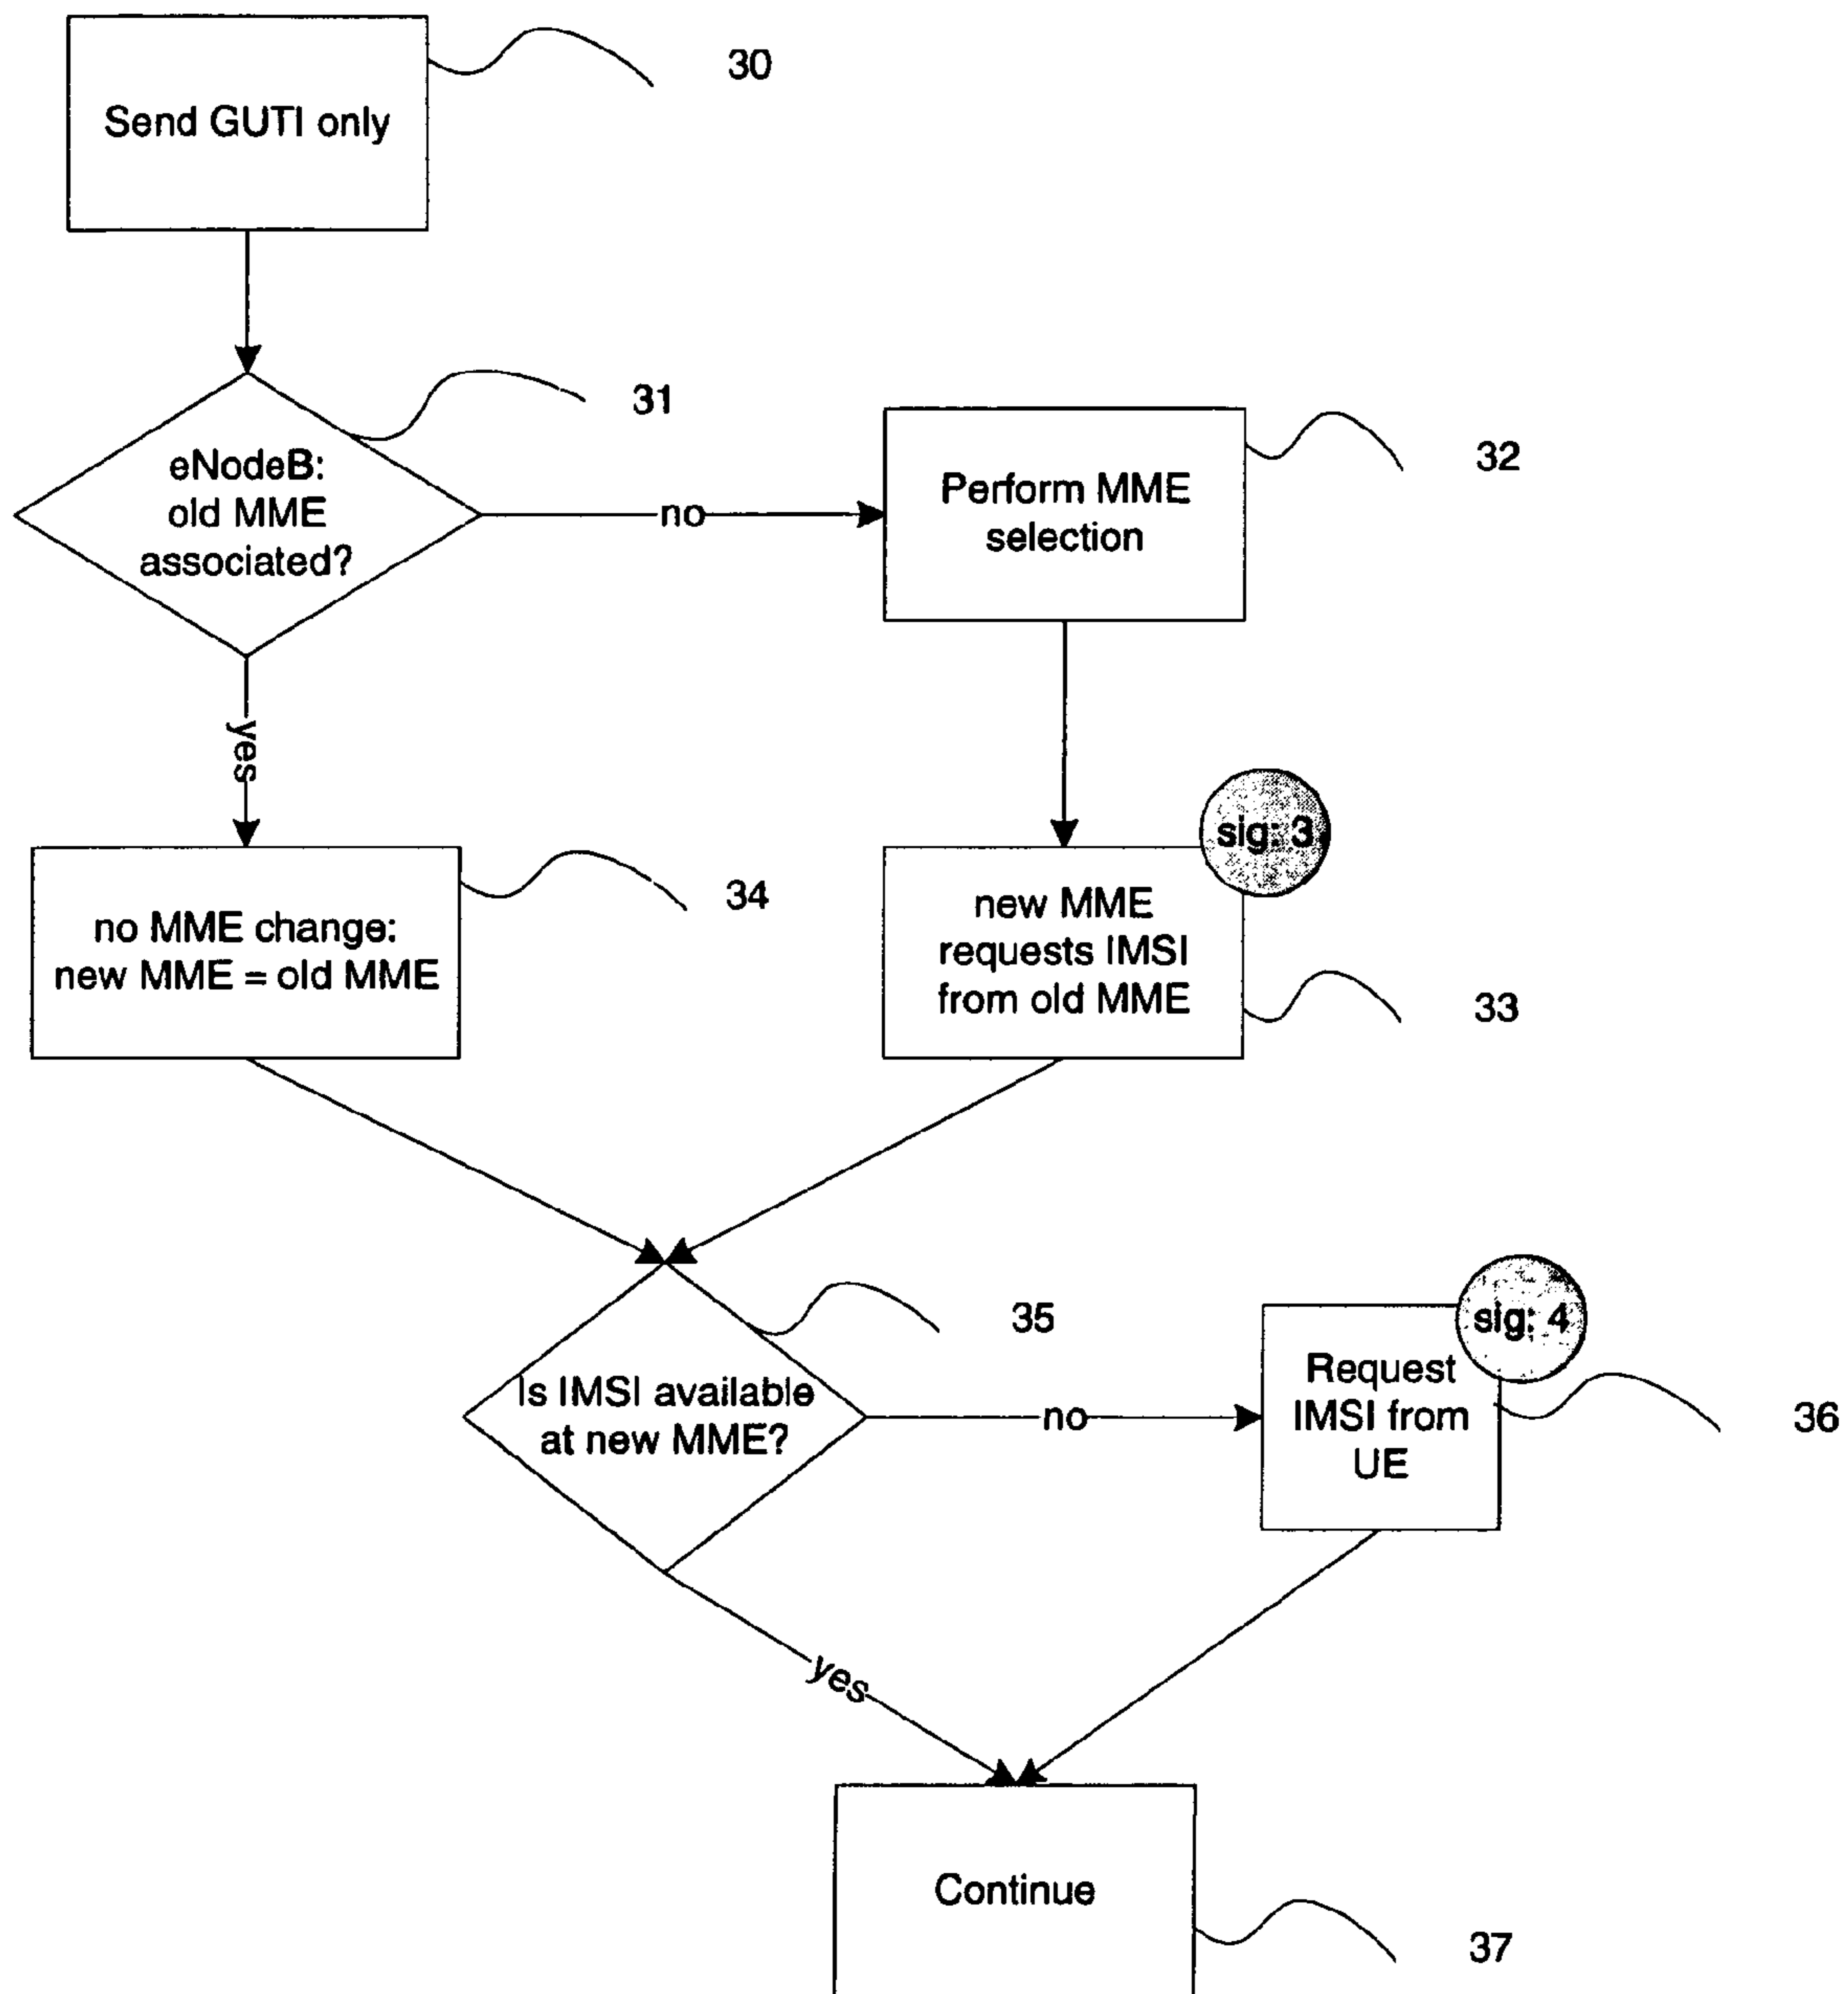 Send GUTI only
30
eNodeB:
old MME
associated?
31
no
Perform MME
selection
32
yes
no MME change:
new MME = old MME
34
sig: 3
new MME
requests IMSI
from old MME
33
Is IMSI available
at new MME?
35
no
sig: 4
Request
IMSI from
UE
36
yes
Continue
37